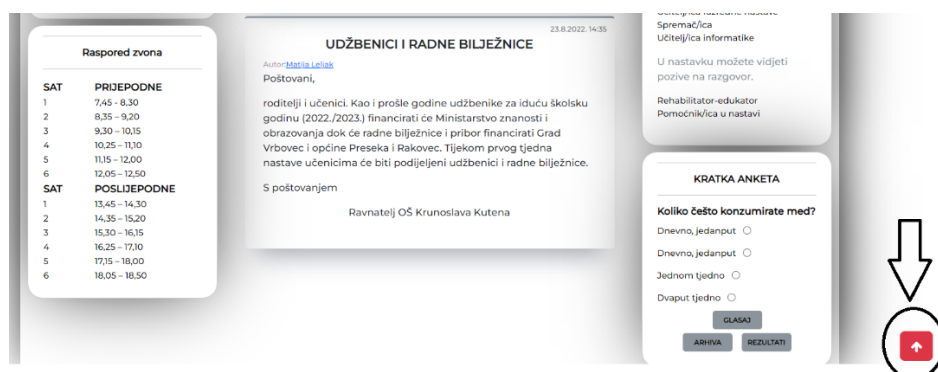 Raspored zvona
SAT PRIJEPODNE
1 7,45 - 8,30
2 8,35 – 9,20
3 9,30 – 10,15
4 10,25 – 11,10
5 11,15 – 12,00
6 12,05 – 12,50
SAT POSLIJEPODNE
1 13,45 – 14,30
2 14,35 – 15,20
3 15,30 – 16,15
4 16,25 – 17,10
5 17,15 – 18,00
6 18,05 – 18,50
23.8.2022. 14:35
UDŽBENICI I RADNE BILJEŽNICE
Autor:Matija Leljak
Poštovani,
roditelji i učenici. Kao i prošle godine udžbenike za iduću školsku
godinu (2022./2023.) financirati će Ministarstvo znanosti i
obrazovanja dok će radne bilježnice i pribor financirati Grad
Vrbovec i općine Preseka i Rakovec. Tijekom prvog tjedna
nastave učenicima će biti podijeljeni udžbenici i radne bilježnice.
S poštovanjem
Ravnatelj OŠ Krunoslava Kutena
Učitelj/ica razredne nastave
Spremač/ica
Učitelj/ica informatike
U nastavku možete vidjeti
pozive na razgovor.
Rehabilitator-edukator
Pomoćnik/ica u nastavi
KRATKA ANKETA
Koliko često konzumirate med?
Dnevno, jedanput
Dnevno, jedanput
Jednom tjedno
Dvaput tjedno
GLASAJ
ARHIVA REZULTATI